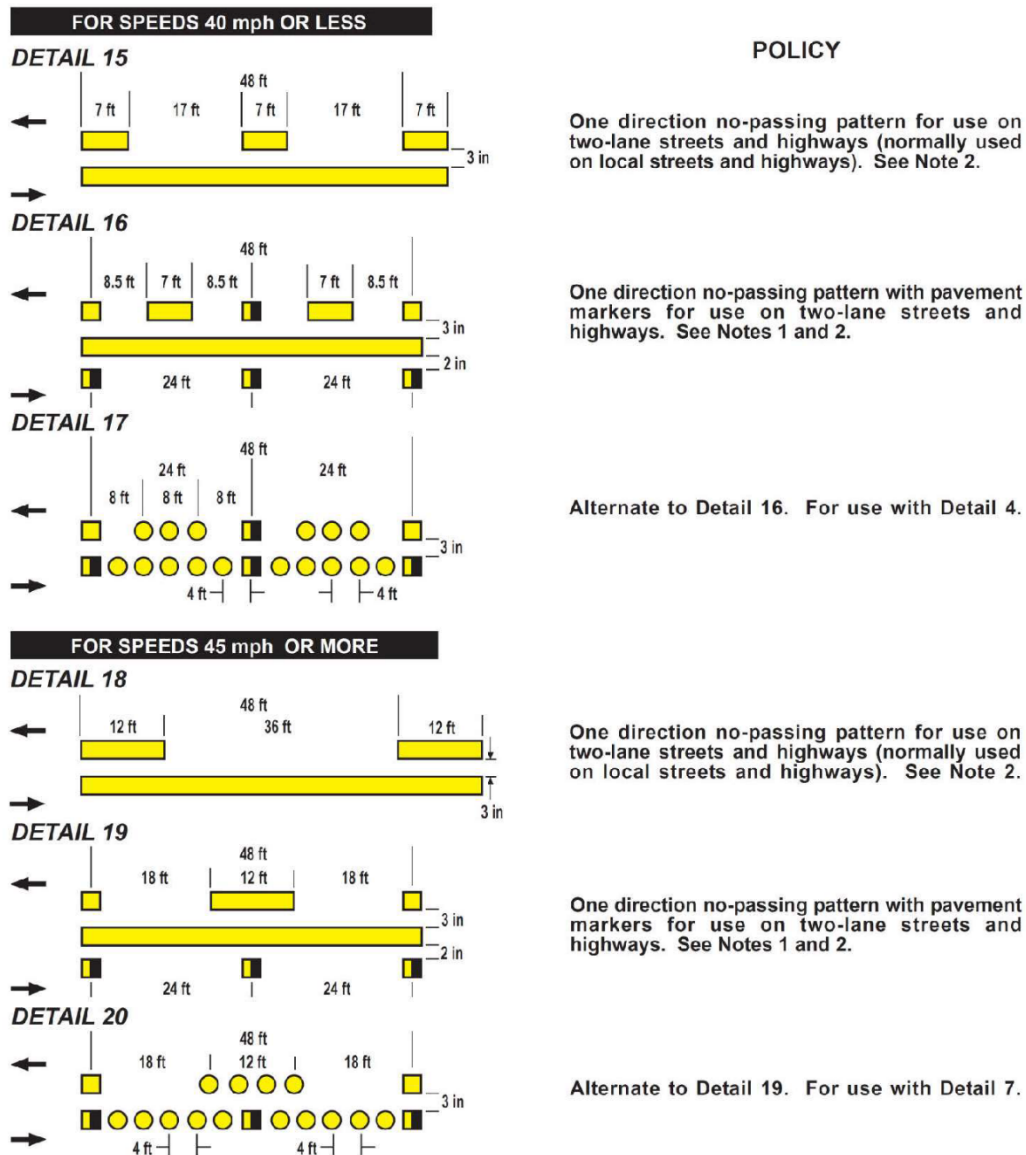 FOR SPEEDS 40 mph OR LESS
POLICY
DETAIL 15
48 ft
7 ft 17 ft 7 ft 17 ft 7 ft
3 in
One direction no-passing pattern for use on
two-lane streets and highways (normally used
on local streets and highways). See Note 2.
DETAIL 16
48 ft
8.5 ft 7 ft 8.5 ft 7 ft 8.5 ft
3 in
2 in
24 ft 24 ft
One direction no-passing pattern with pavement
markers for use on two-lane streets and
highways. See Notes 1 and 2.
DETAIL 17
48 ft
24 ft 24 ft
8 ft 8 ft 8 ft
3 in
4 ft 4 ft
Alternate to Detail 16. For use with Detail 4.
FOR SPEEDS 45 mph OR MORE
DETAIL 18
48 ft
12 ft 36 ft 12 ft
3 in
One direction no-passing pattern for use on
two-lane streets and highways (normally used
on local streets and highways). See Note 2.
DETAIL 19
48 ft
18 ft 12 ft 18 ft
3 in
2 in
24 ft 24 ft
One direction no-passing pattern with pavement
markers for use on two-lane streets and
highways. See Notes 1 and 2.
DETAIL 20
48 ft
18 ft 12 ft 18 ft
3 in
4 ft 4 ft
Alternate to Detail 19. For use with Detail 7.